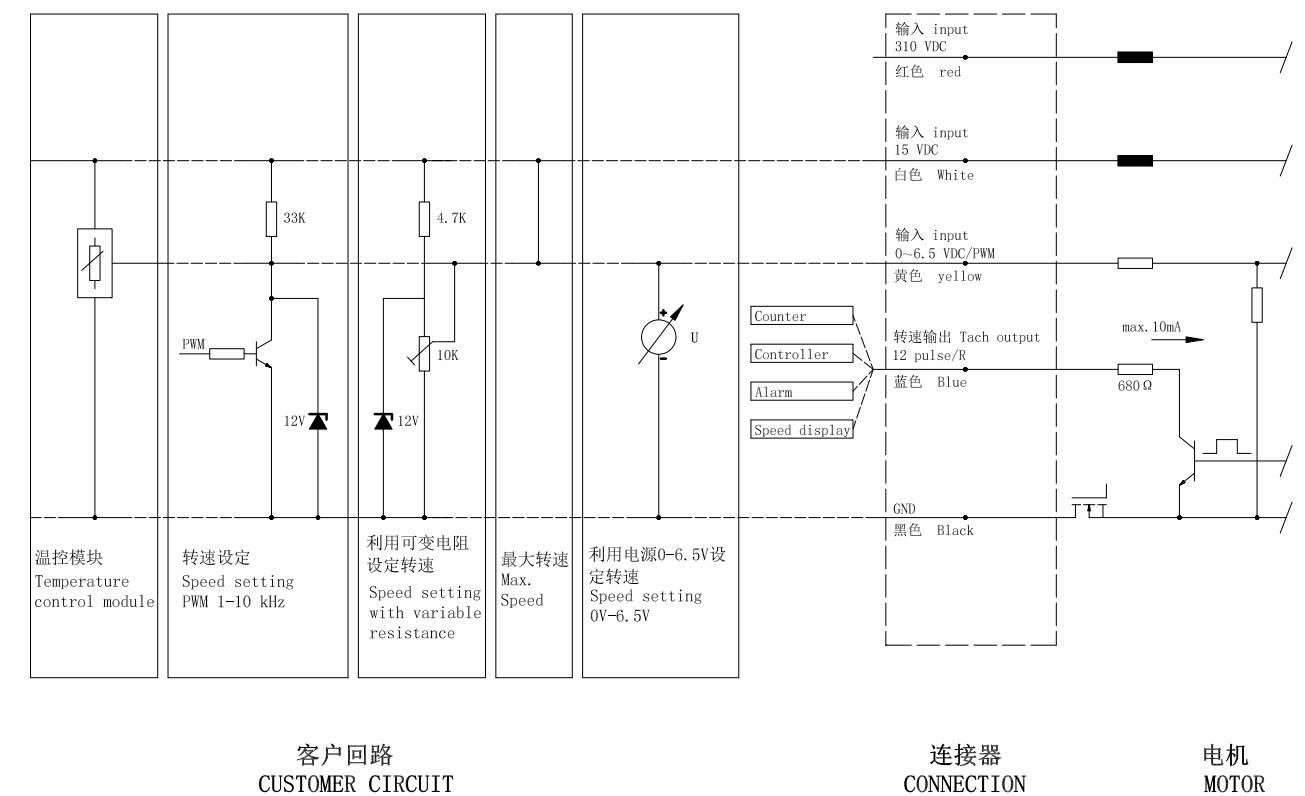 输入 input
310 VDC
红色 red
输入 input
15 VDC
白色 White
33K
4.7K
输入 input
0~6.5 VDC/PWM
黄色 yellow
+
U
-
Counter
Controller
Alarm
Speed display
转速输出 Tach output
12 pulse/R
蓝色 Blue
max. 10mA
680Ω
PWM
10K
12V
12V
GND
黑色 Black
温控模块
Temperature
control module
转速设定
Speed setting
PWM 1-10 kHz
利用可变电阻
设定转速
Speed setting
with variable
resistance
最大转速
Max.
Speed
利用电源0-6.5V设
定转速
Speed setting
0V-6.5V
客户回路
CUSTOMER CIRCUIT
连接器
CONNECTION
电机
MOTOR